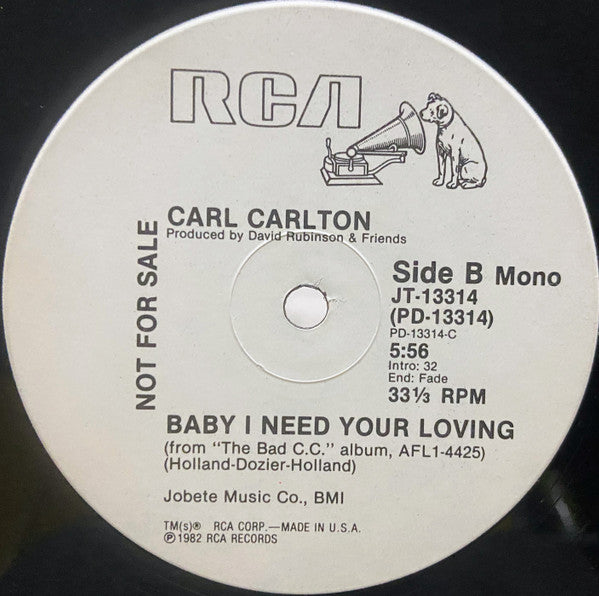 RCA
CARL CARLTON
Produced by David Rubinson & Friends
NOT FOR SALE
Side B Mono
JT-13314
(PD-13314)
PD-13314-C
5:56
Intro: 32
End: Fade
33⅓ RPM
BABY I NEED YOUR LOVING
(from "The Bad C.C." album, AFL1-4425)
(Holland-Dozier-Holland)
Jobete Music Co., BMI
TM(s)® RCA CORP.—MADE IN U.S.A.
℗1982 RCA RECORDS